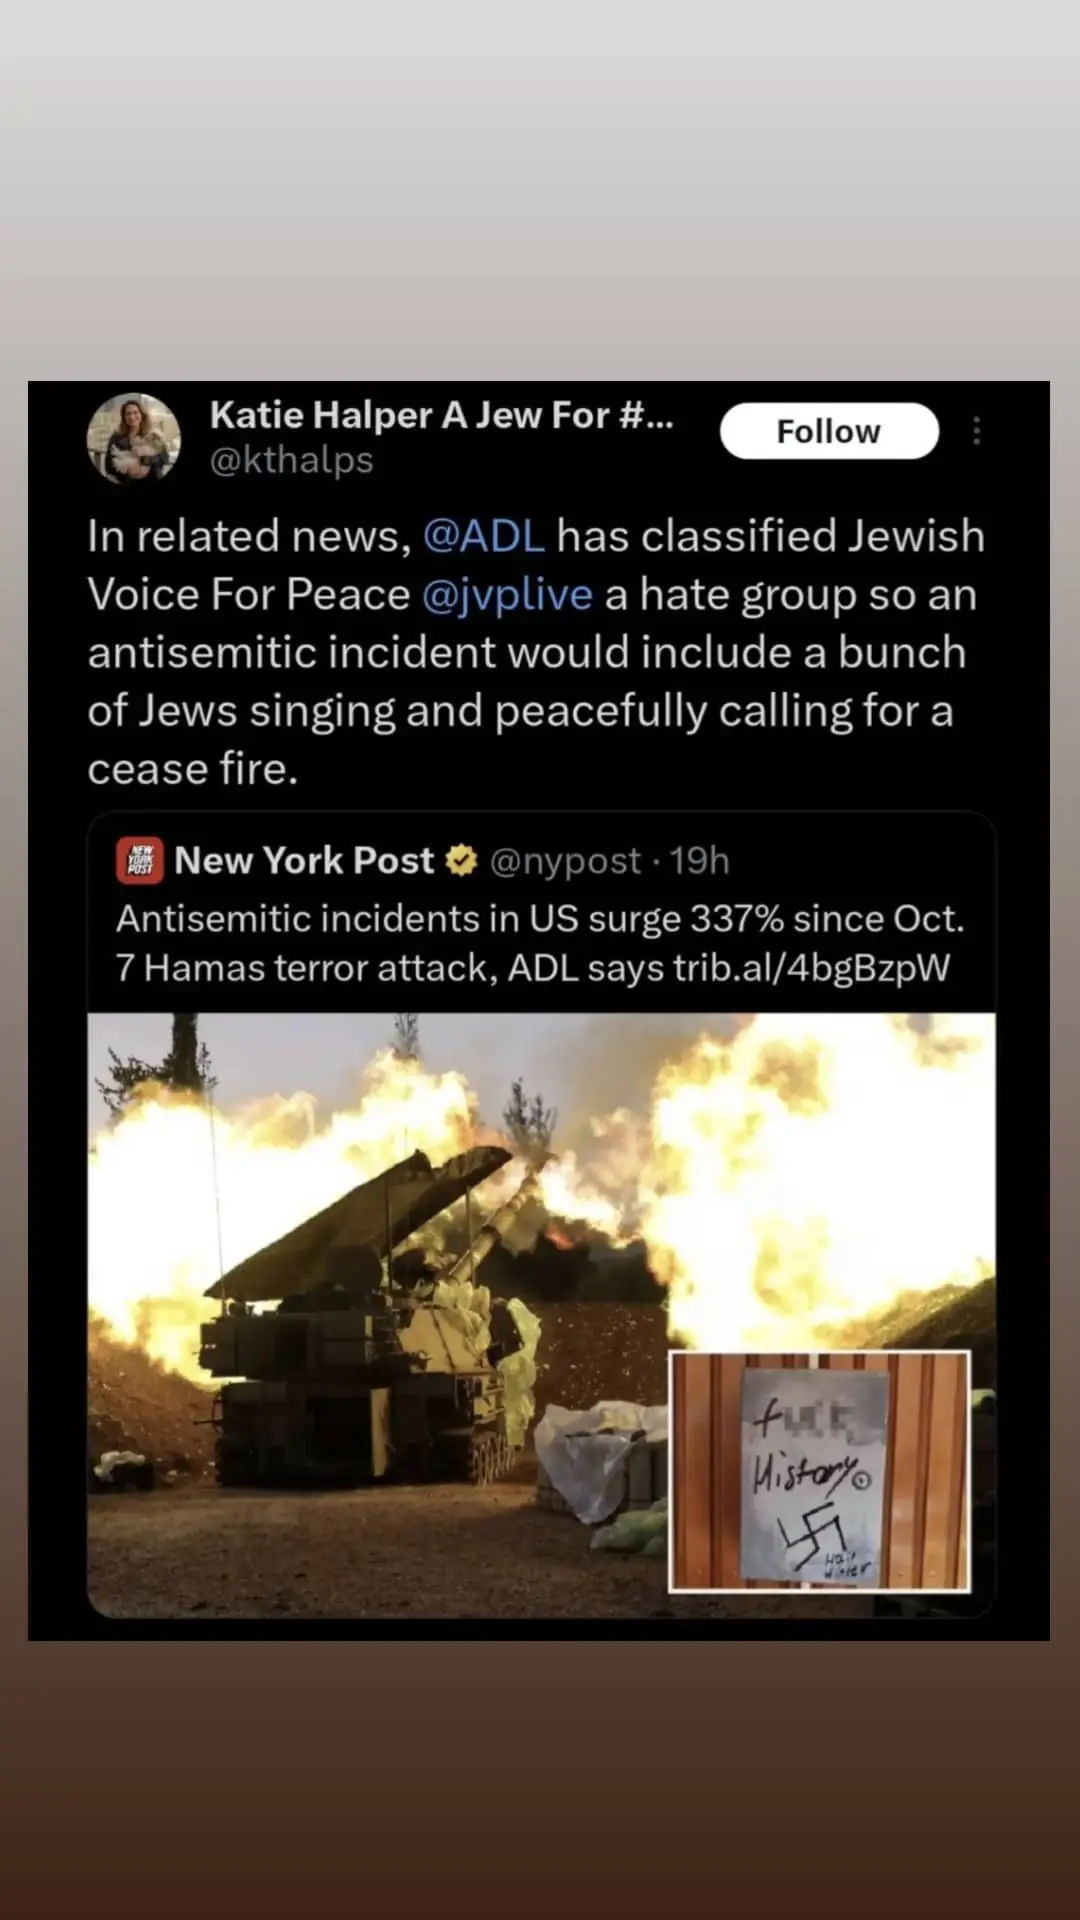 Katie Halper A Jew For #...
Follow
@kthalps
In related news, @ADL has classified Jewish
Voice For Peace @jvplive a hate group so an
antisemitic incident would include a bunch
of Jews singing and peacefully calling for a
cease fire.
NEW
YORK
POST
New York Post @nypost · 19h
Antisemitic incidents in US surge 337% since Oct.
7 Hamas terror attack, ADL says trib.al/4bgBzpW
History